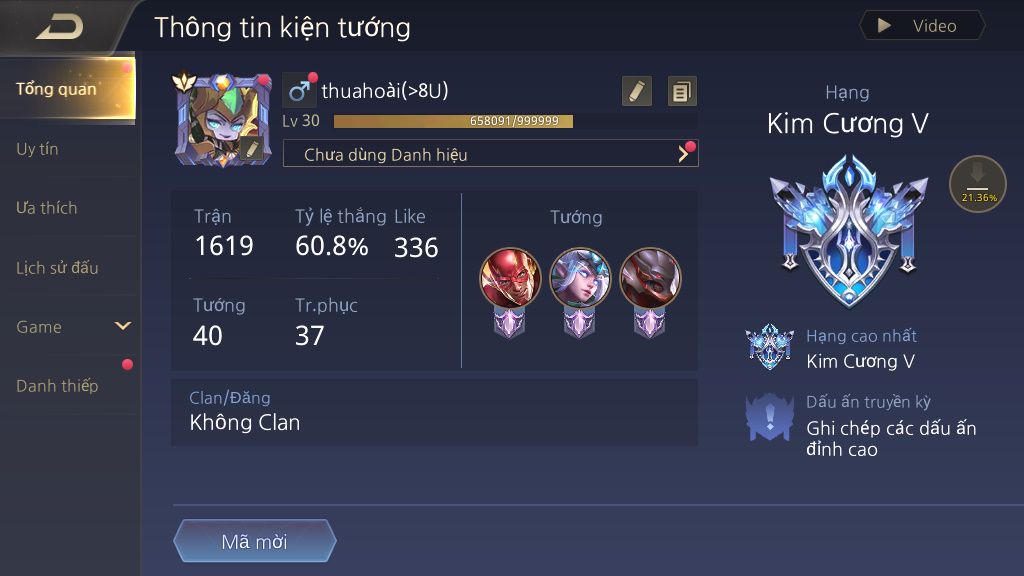 Thông tin kiện tướng
Video
Tổng quan
Uy tín
Ưa thích
Lịch sử đấu
Game
Danh thiếp
thuahoài(>8U)
Lv 30
658091/999999
Chưa dùng Danh hiệu
Trận
Tỷ lệ thắng
Like
1619
60.8%
336
Tướng
Tr.phục
40
37
Tướng
Clan/Đăng
Không Clan
Mã mời
Hạng
Kim Cương V
21.36%
Hạng cao nhất
Kim Cương V
Dấu ấn truyền kỳ
Ghi chép các dấu ấn
đỉnh cao